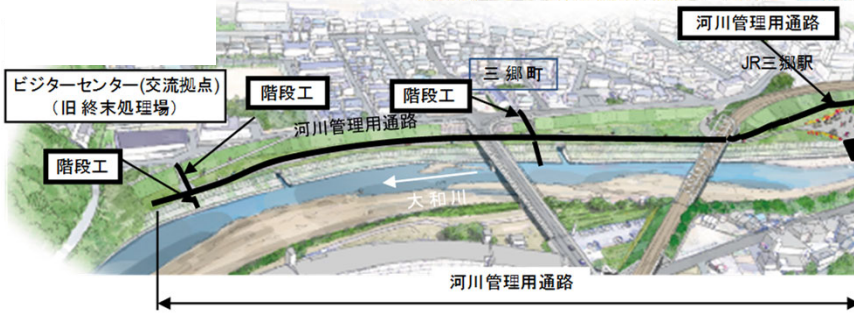 河川管理用通路
JR三郷駅
三郷町
ビジターセンター(交流拠点)
(旧終末処理場)
階段工
階段工
河川管理用通路
階段工
大和川
河川管理用通路